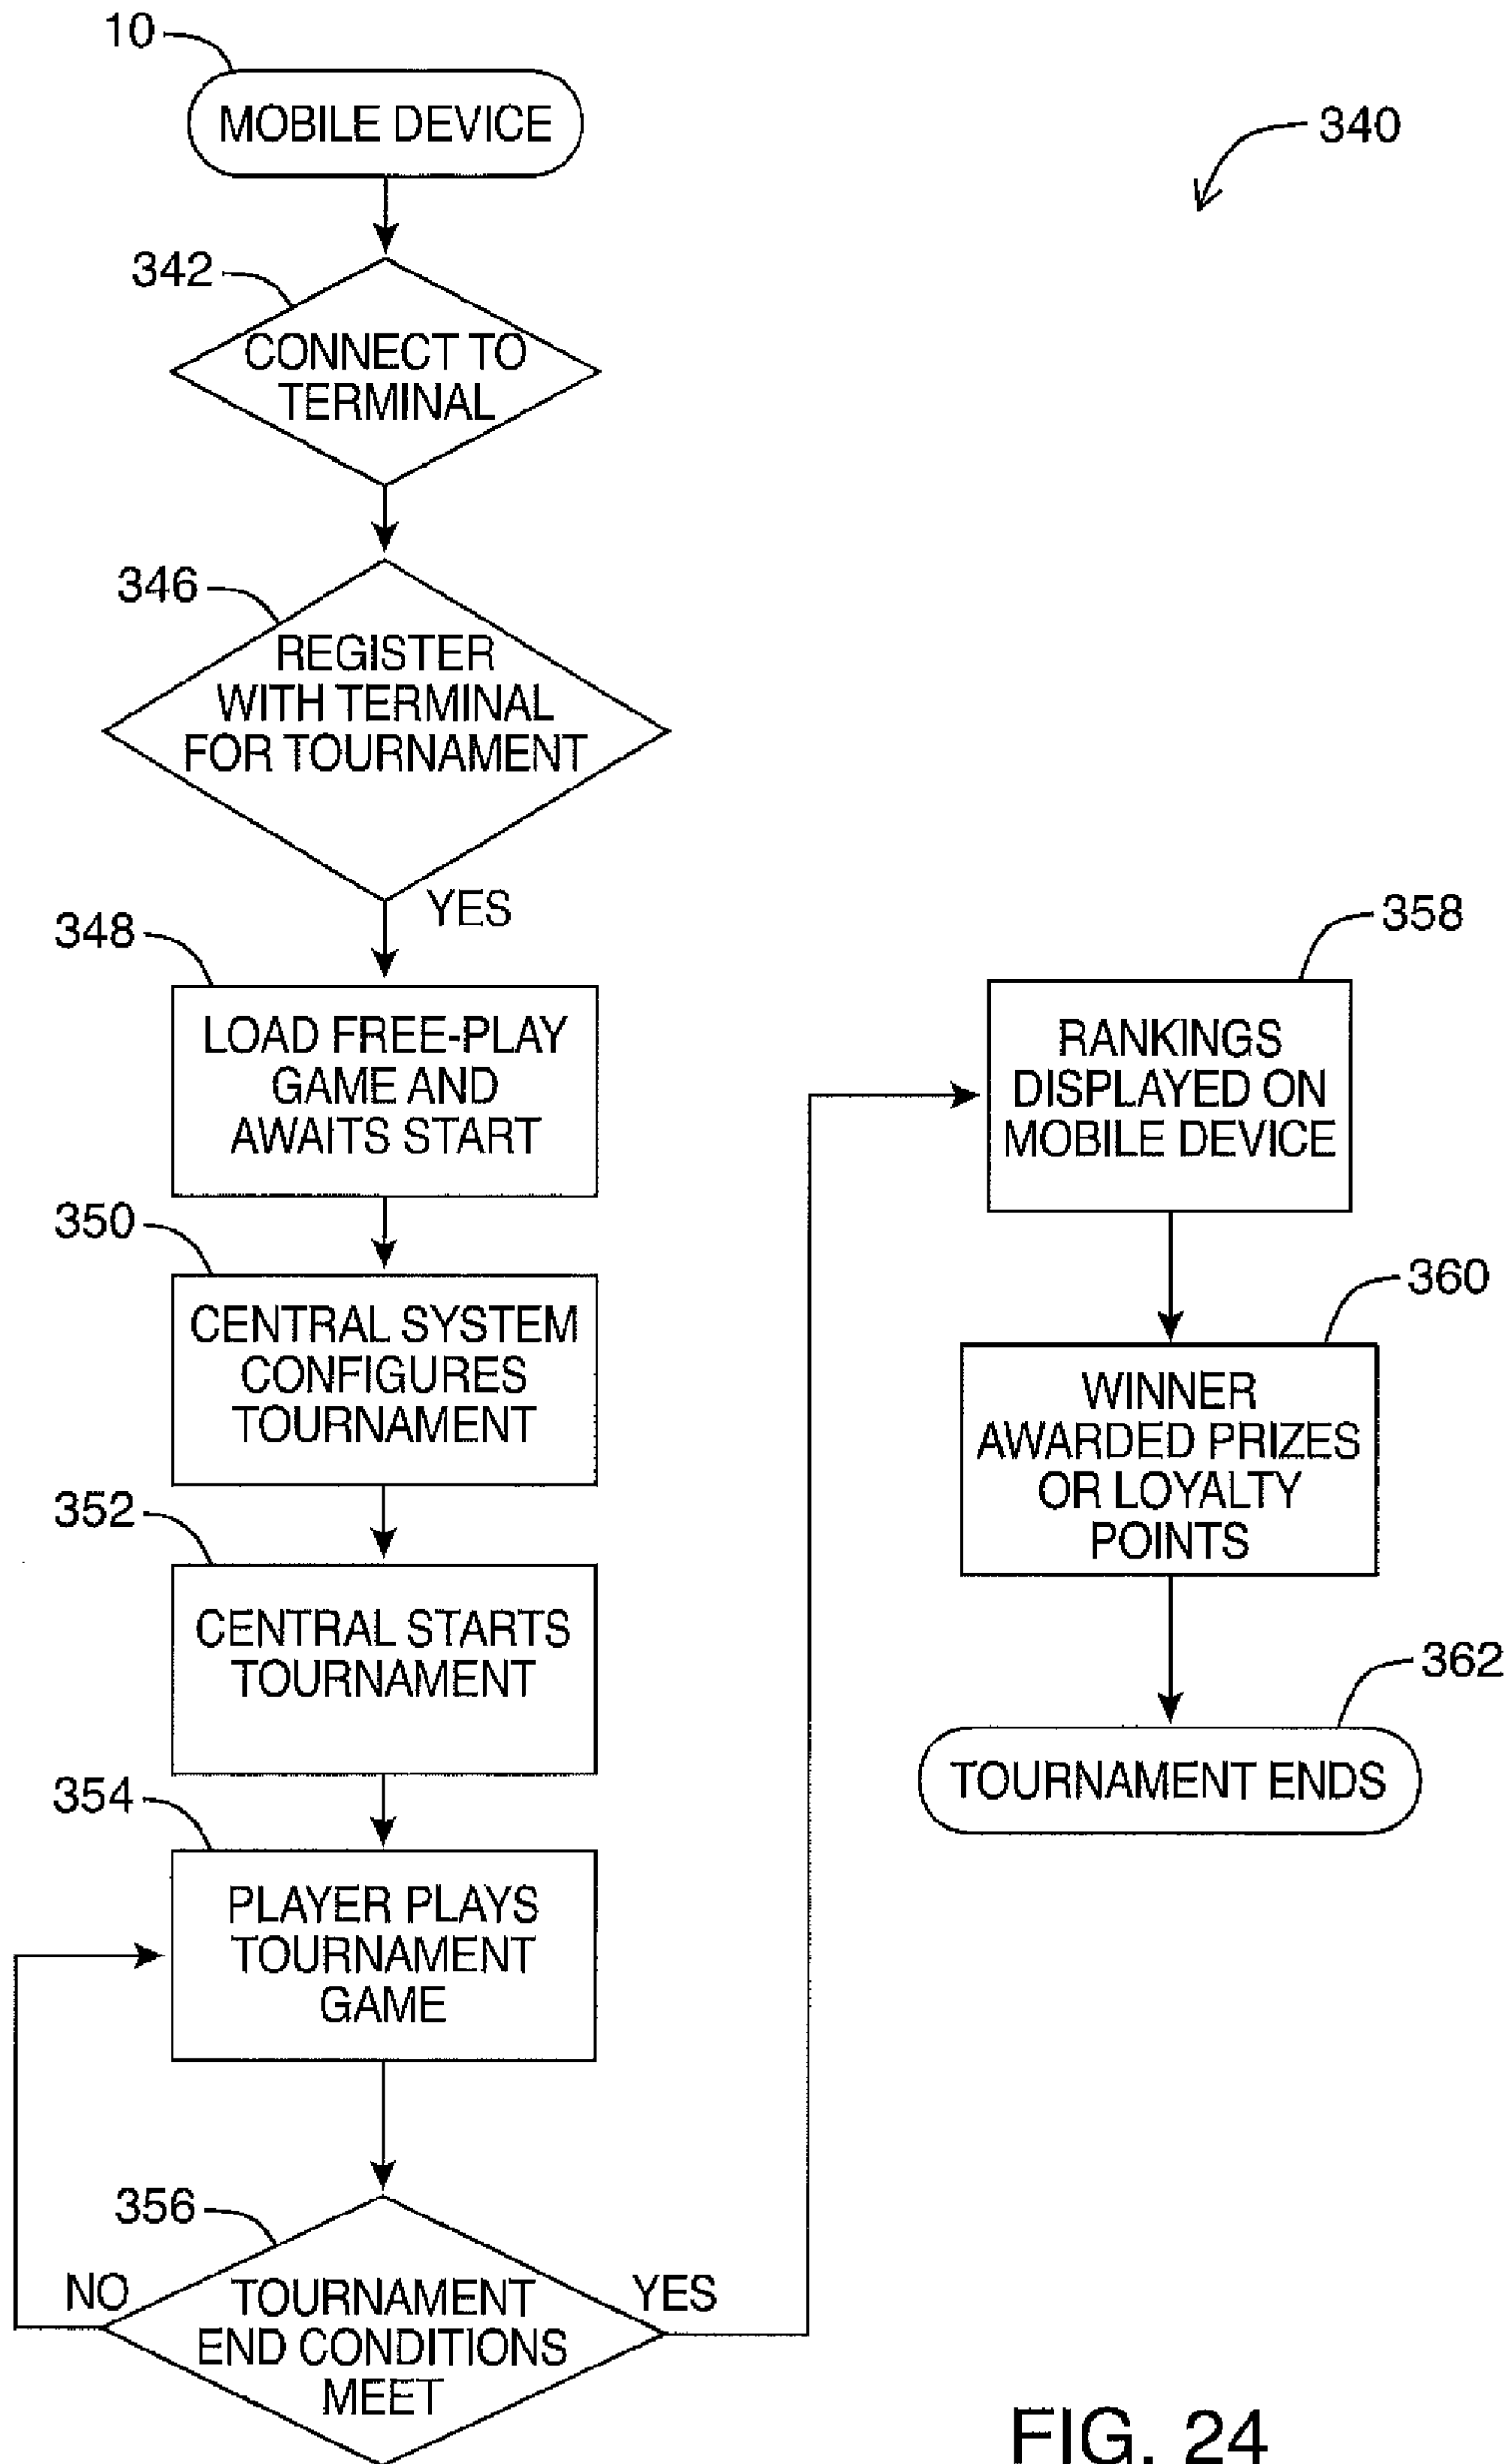 10
MOBILE DEVICE
340
342
CONNECT TO
TERMINAL
346
REGISTER
WITH TERMINAL
FOR TOURNAMENT
YES
348
LOAD FREE-PLAY
GAME AND
AWAITS START
350
CENTRAL SYSTEM
CONFIGURES
TOURNAMENT
352
CENTRAL STARTS
TOURNAMENT
354
PLAYER PLAYS
TOURNAMENT
GAME
356
NO
TOURNAMENT
END CONDITIONS
MEET
YES
358
RANKINGS
DISPLAYED ON
MOBILE DEVICE
360
WINNER
AWARDED PRIZES
OR LOYALTY
POINTS
362
TOURNAMENT ENDS
FIG. 24